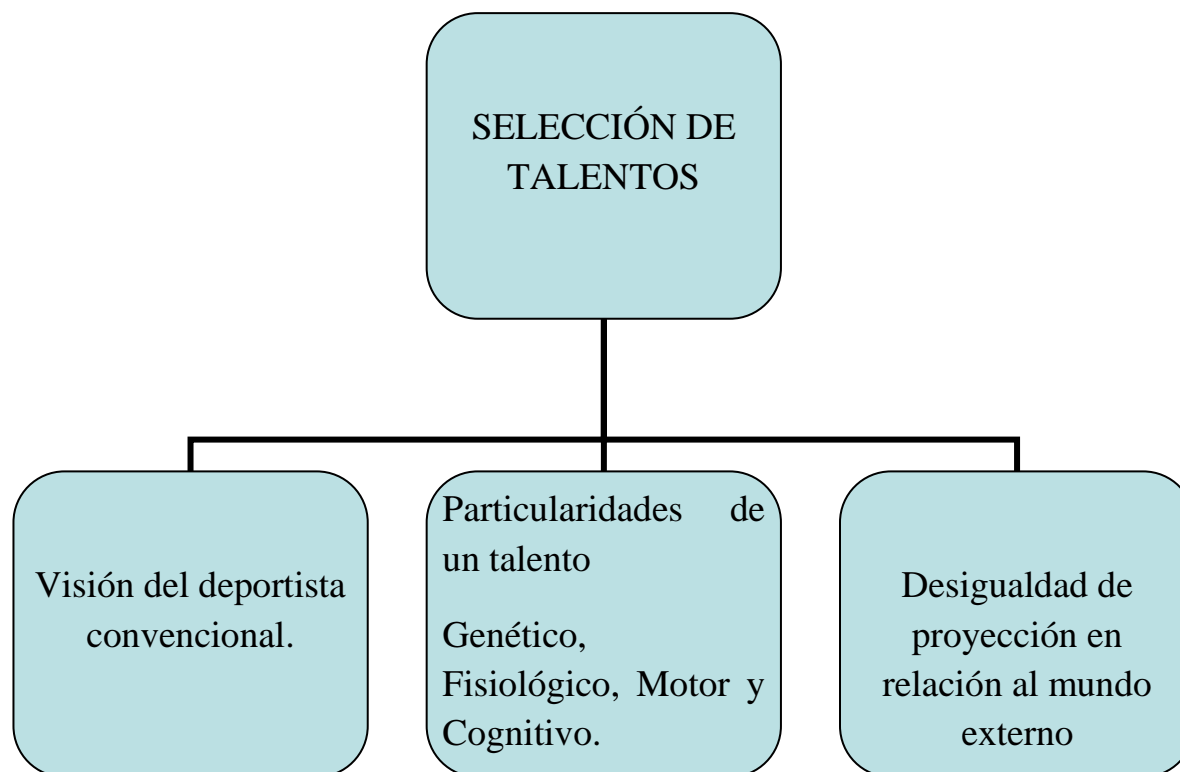 SELECCIÓN DE
TALENTOS
Visión del deportista
convencional.
Particularidades de
un talento
Genético,
Fisiológico, Motor y
Cognitivo.
Desigualdad de
proyección en
relación al mundo
externo